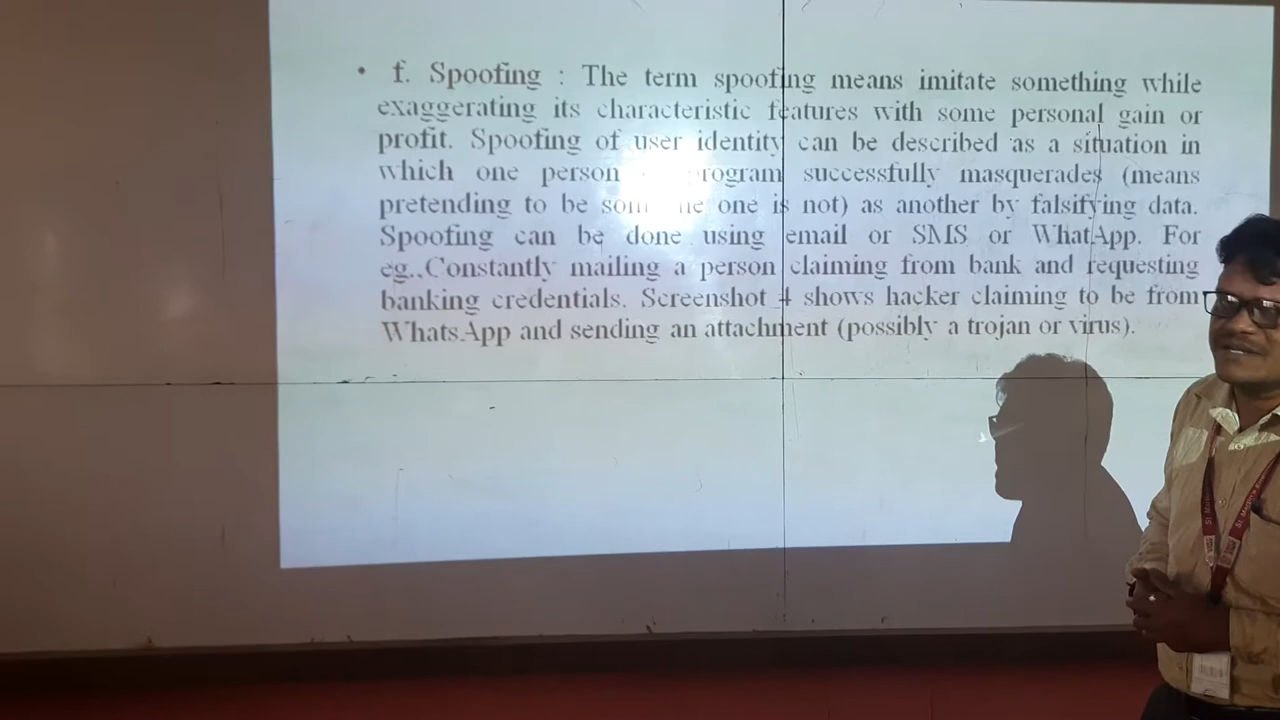 • f. Spoofing : The term spoofing means imitate something while
exaggerating its characteristic features with some personal gain or
profit. Spoofing of user identity can be described as a situation in
which one person program successfully masquerades (means
pretending to be one is not) as another by falsifying data.
Spoofing can be done using email or SMS or WhatApp. For
eg..Constantly mailing a person claiming from bank and requesting
banking credentials. Screenshot 4 shows hacker claiming to be from
WhatsApp and sending an attachment (possibly a trojan or virus).